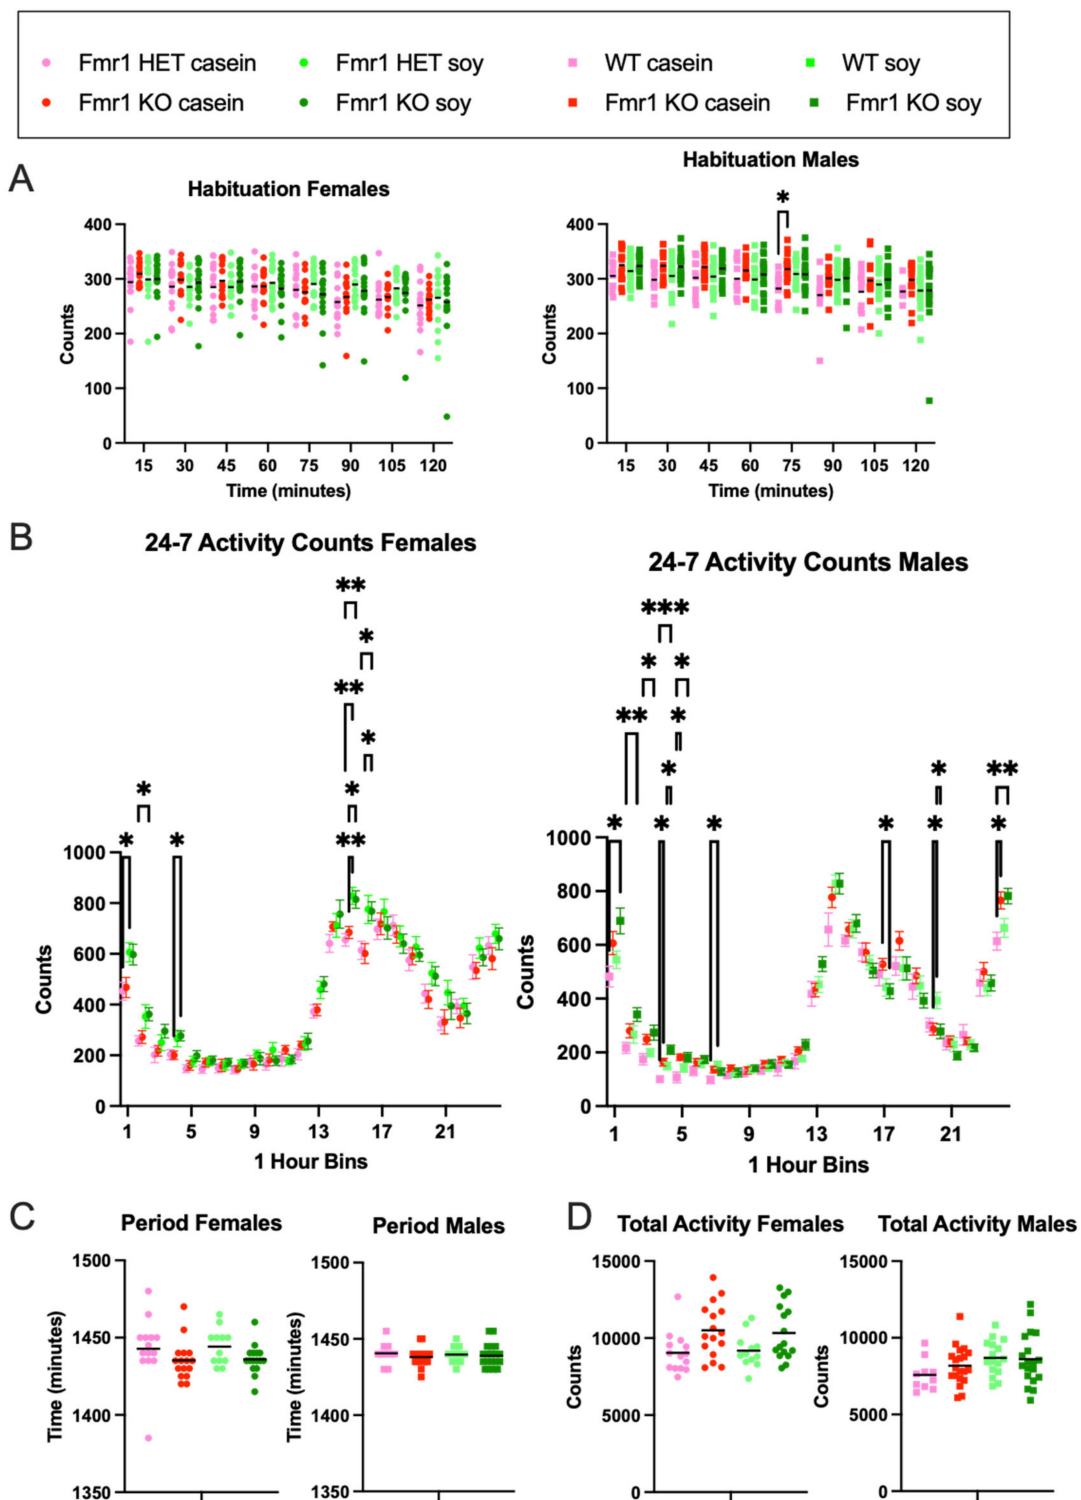 Fmr1 HET casein Fmr1 HET soy WT casein WT soy
Fmr1 KO casein Fmr1 KO soy Fmr1 KO casein Fmr1 KO soy
A
Habituation Females
Counts
400
300
200
100
0
15 30 45 60 75 90 105 120
Time (minutes)
Habituation Males
*
Counts
400
300
200
100
0
15 30 45 60 75 90 105 120
Time (minutes)
B
24-7 Activity Counts Females
**
*
**
*
* *
* * **
Counts
1000
800
600
400
200
0
1 5 9 13 17 21
1 Hour Bins
24-7 Activity Counts Males
***
* *
** *
* * **
* * * * * *
Counts
1000
800
600
400
200
0
1 5 9 13 17 21
1 Hour Bins
C
Period Females
Time (minutes)
1500
1450
1400
1350
Period Males
Time (minutes)
1500
1450
1400
1350
D
Total Activity Females
Counts
15000
10000
5000
0
Total Activity Males
Counts
15000
10000
5000
0